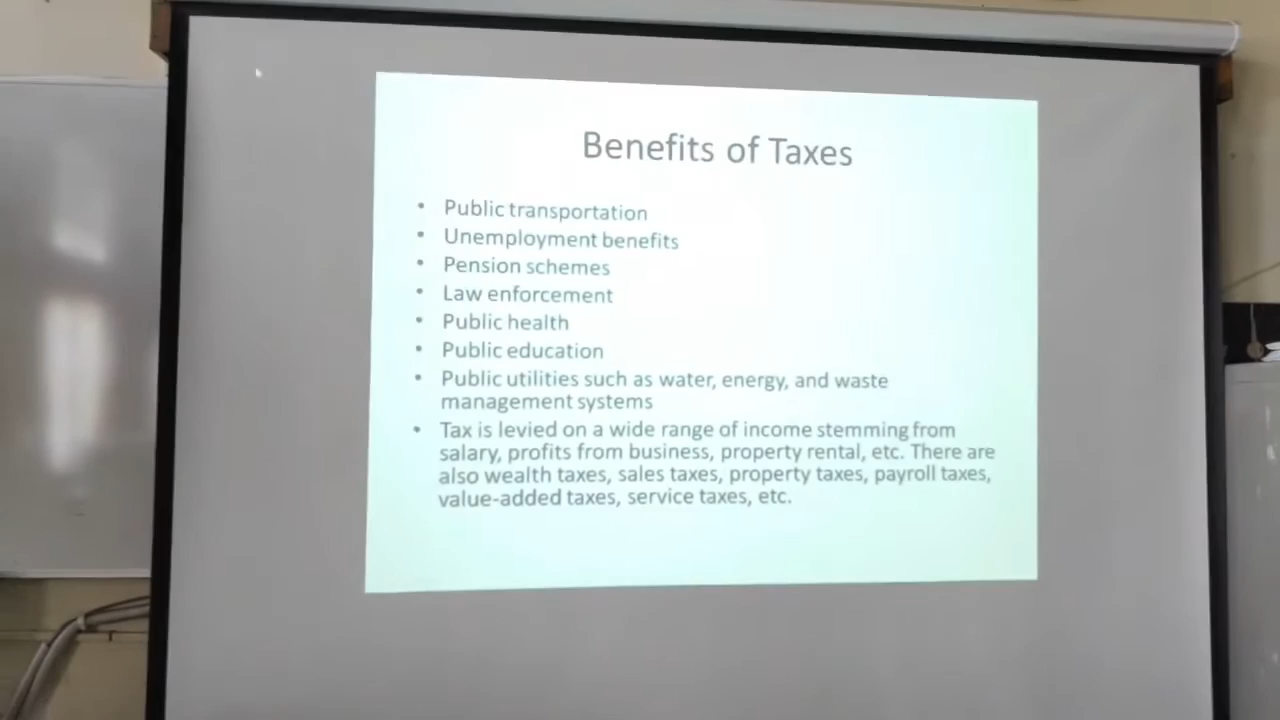 Benefits of Taxes
• Public transportation
• Unemployment benefits
• Pension schemes
• Law enforcement
• Public health
• Public education
• Public utilities such as water, energy, and waste
management systems
• Tax is levied on a wide range of income stemming from
salary, profits from business, property rental, etc. There are
also wealth taxes, sales taxes, property taxes, payroll taxes,
value-added taxes, service taxes, etc.